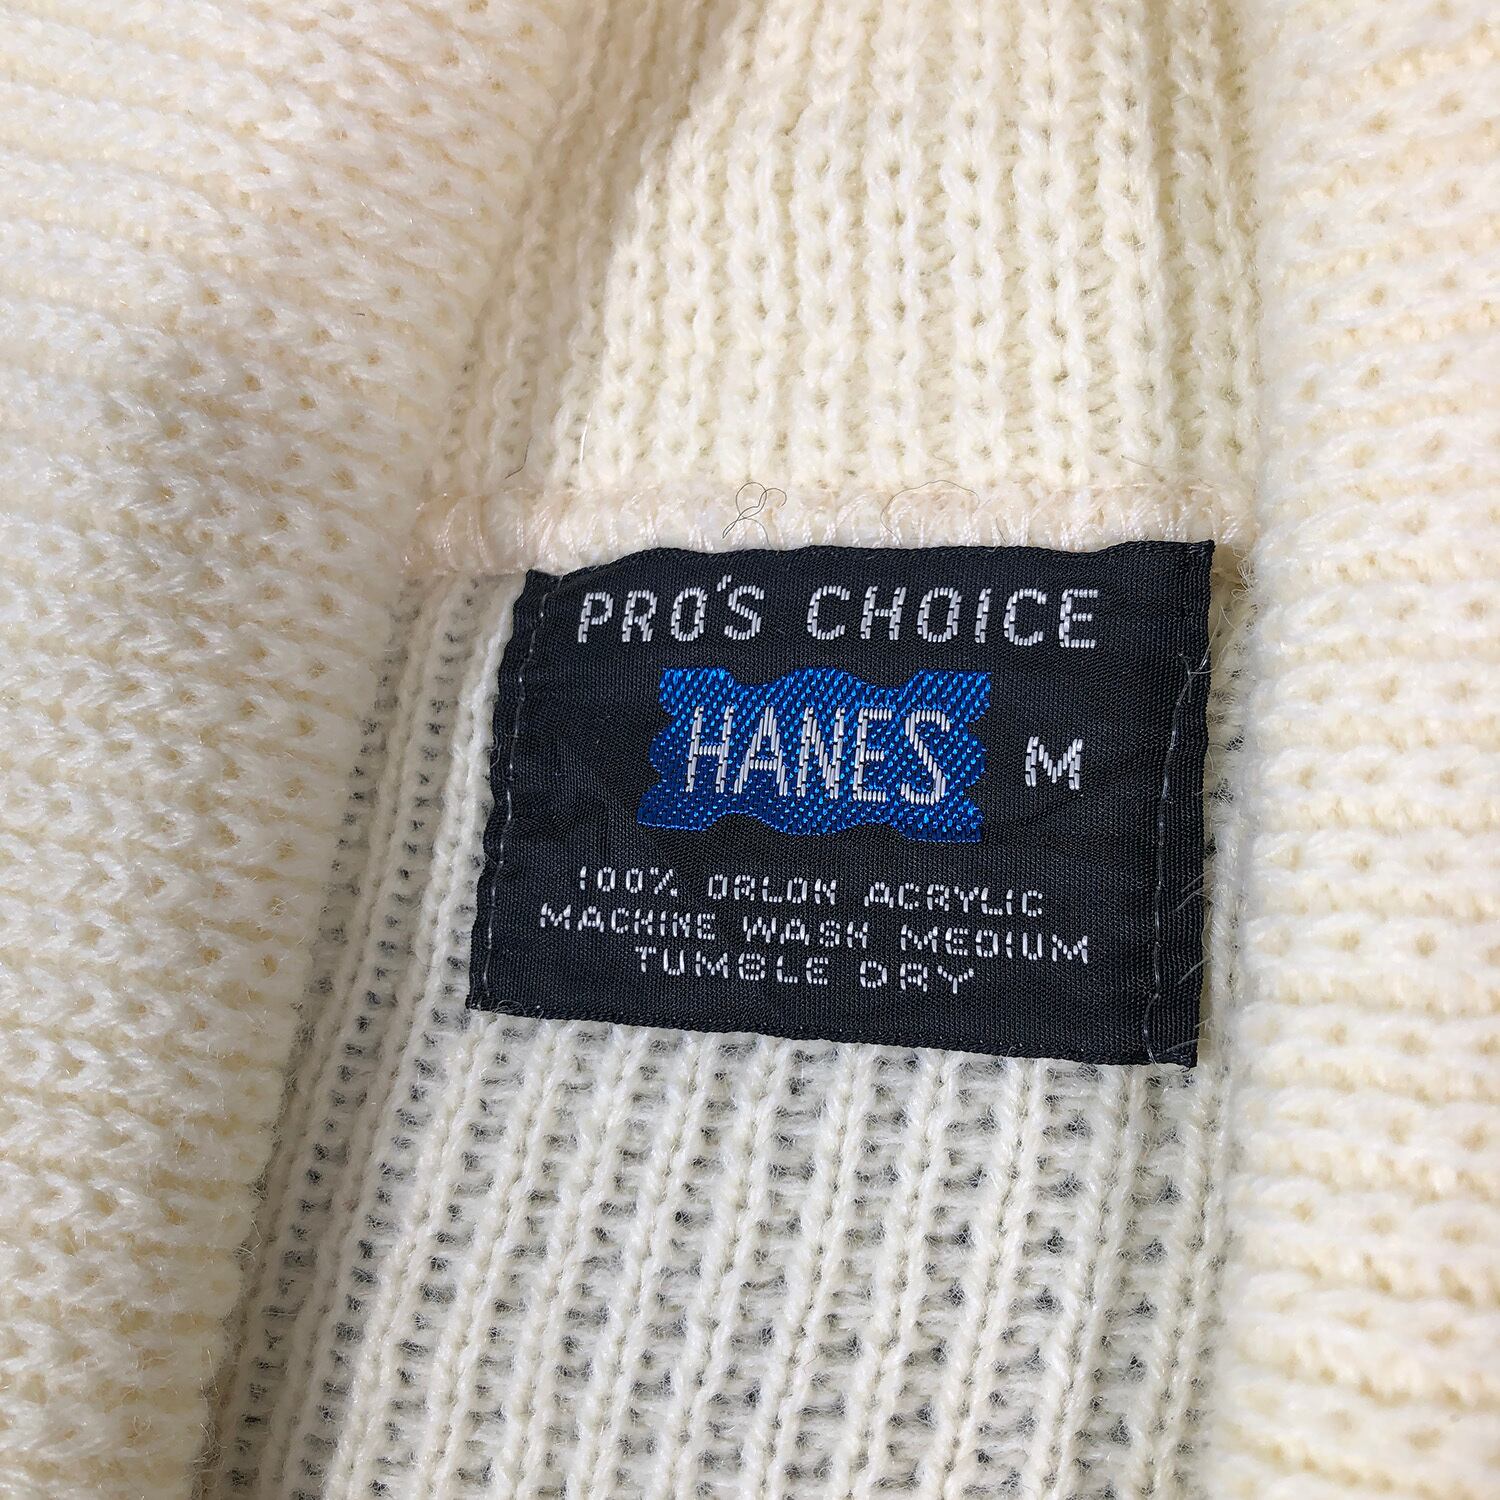 PRO'S CHOICE
HANES M
100% ORLON ACRYLIC
MACHINE WASH MEDIUM
TUMBLE DRY